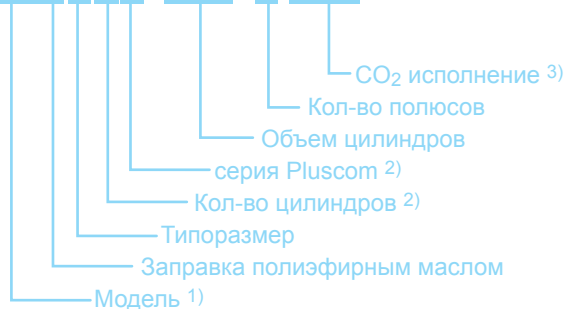 CO₂ исполнение 3)
Кол-во полюсов
Объем цилиндров
серия Pluscom 2)
Кол-во цилиндров 2)
Типоразмер
Заправка полиэфирным маслом
Модель 1)